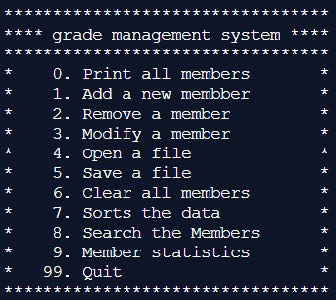 *********************************
**** grade management system ****
*********************************
*    0. Print all members       *
*    1. Add a new membber       *
*    2. Remove a member         *
*    3. Modify a member         *
*    4. Open a file             *
*    5. Save a file             *
*    6. Clear all members       *
*    7. Sorts the data          *
*    8. Search the Members      *
*    9. Member statistics       *
*   99. Quit                    *
*********************************